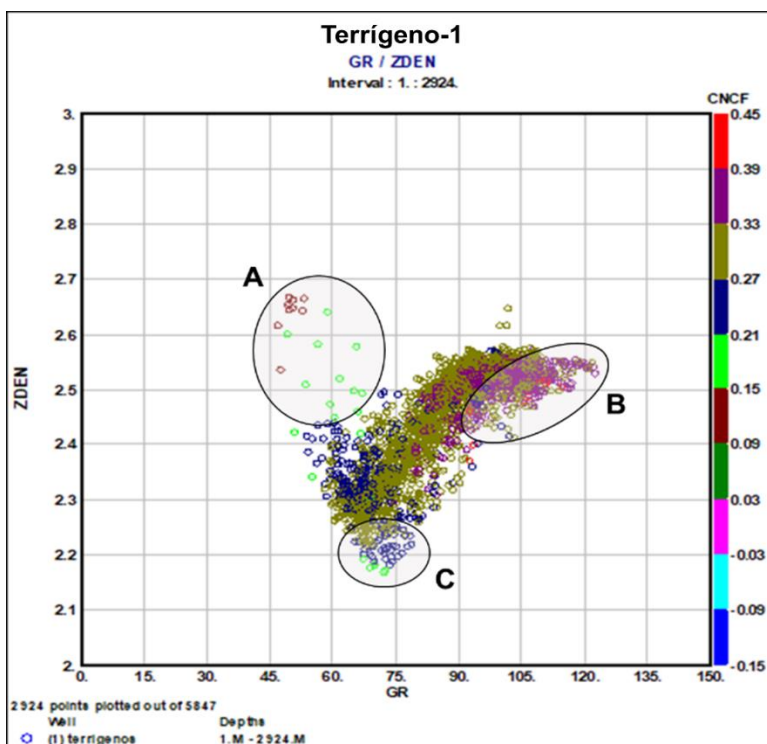 Terrígeno-1
GR / ZDEN
Interval : 1. : 2924.
CNCF
3.
2.9
2.8
2.7
2.6
2.5
2.4
2.3
2.2
2.1
2.
ZDEN
A
B
C
0.45
0.39
0.33
0.27
0.21
0.15
0.09
0.03
-0.03
-0.09
-0.15
0. 15. 30. 45. 60. 75. 90. 105. 120. 135. 150.
GR
2924 points plotted out of 5847
Well Depths
(1) terrigenos 1.M - 2924.M